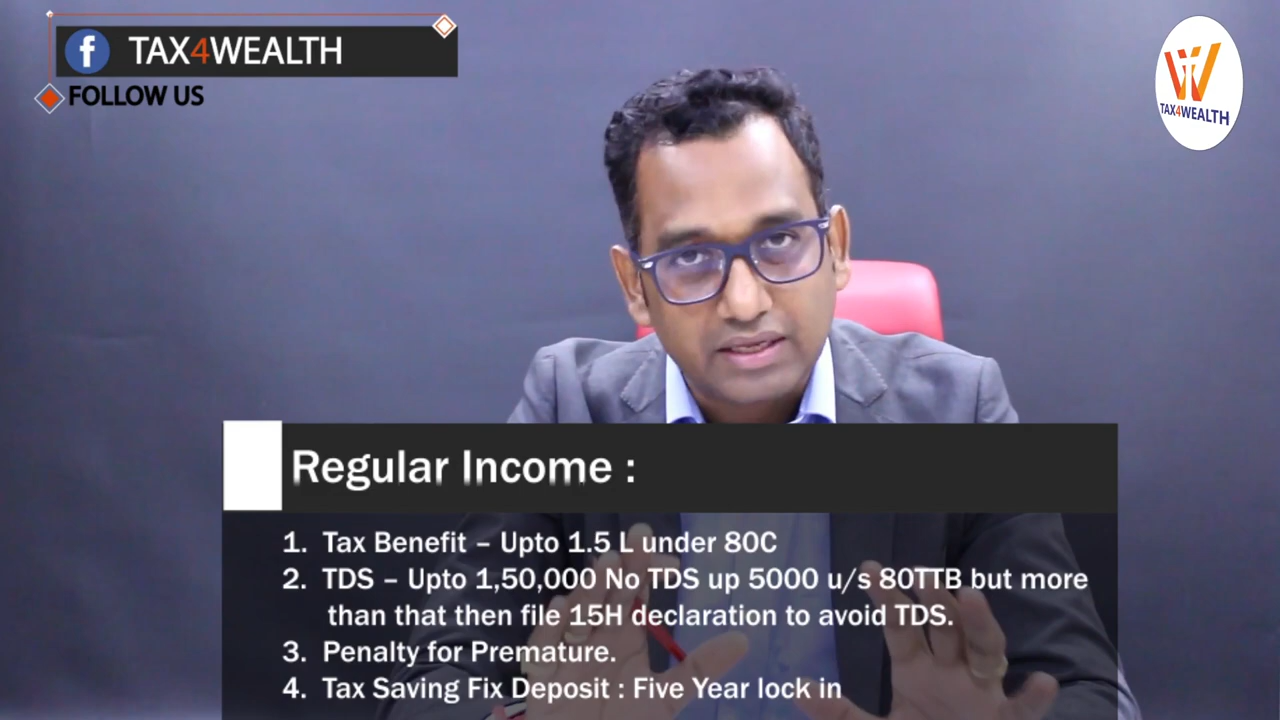 f TAX4WEALTH
FOLLOW US
TAX4WEALTH
Regular Income :
1. Tax Benefit – Upto 1.5 L under 80C
2. TDS – Upto 1,50,000 No TDS up 5000 u/s 80TTB but more
than that then file 15H declaration to avoid TDS.
3. Penalty for Premature.
4. Tax Saving Fix Deposit : Five Year lock in